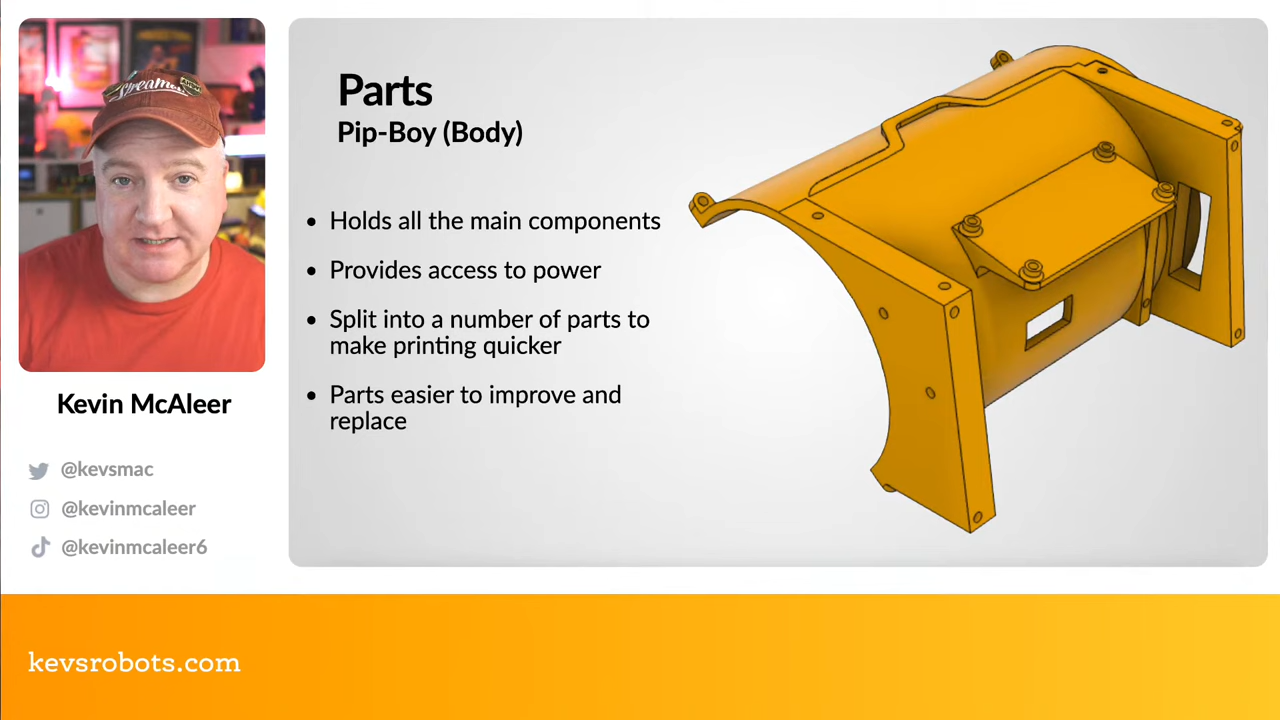 Streamer
Parts
Pip-Boy (Body)
• Holds all the main components
• Provides access to power
• Split into a number of parts to
make printing quicker
• Parts easier to improve and
replace
Kevin McAleer
@kevsmac
@kevinmcaleer
@kevinmcaleer6
kevsrobots.com